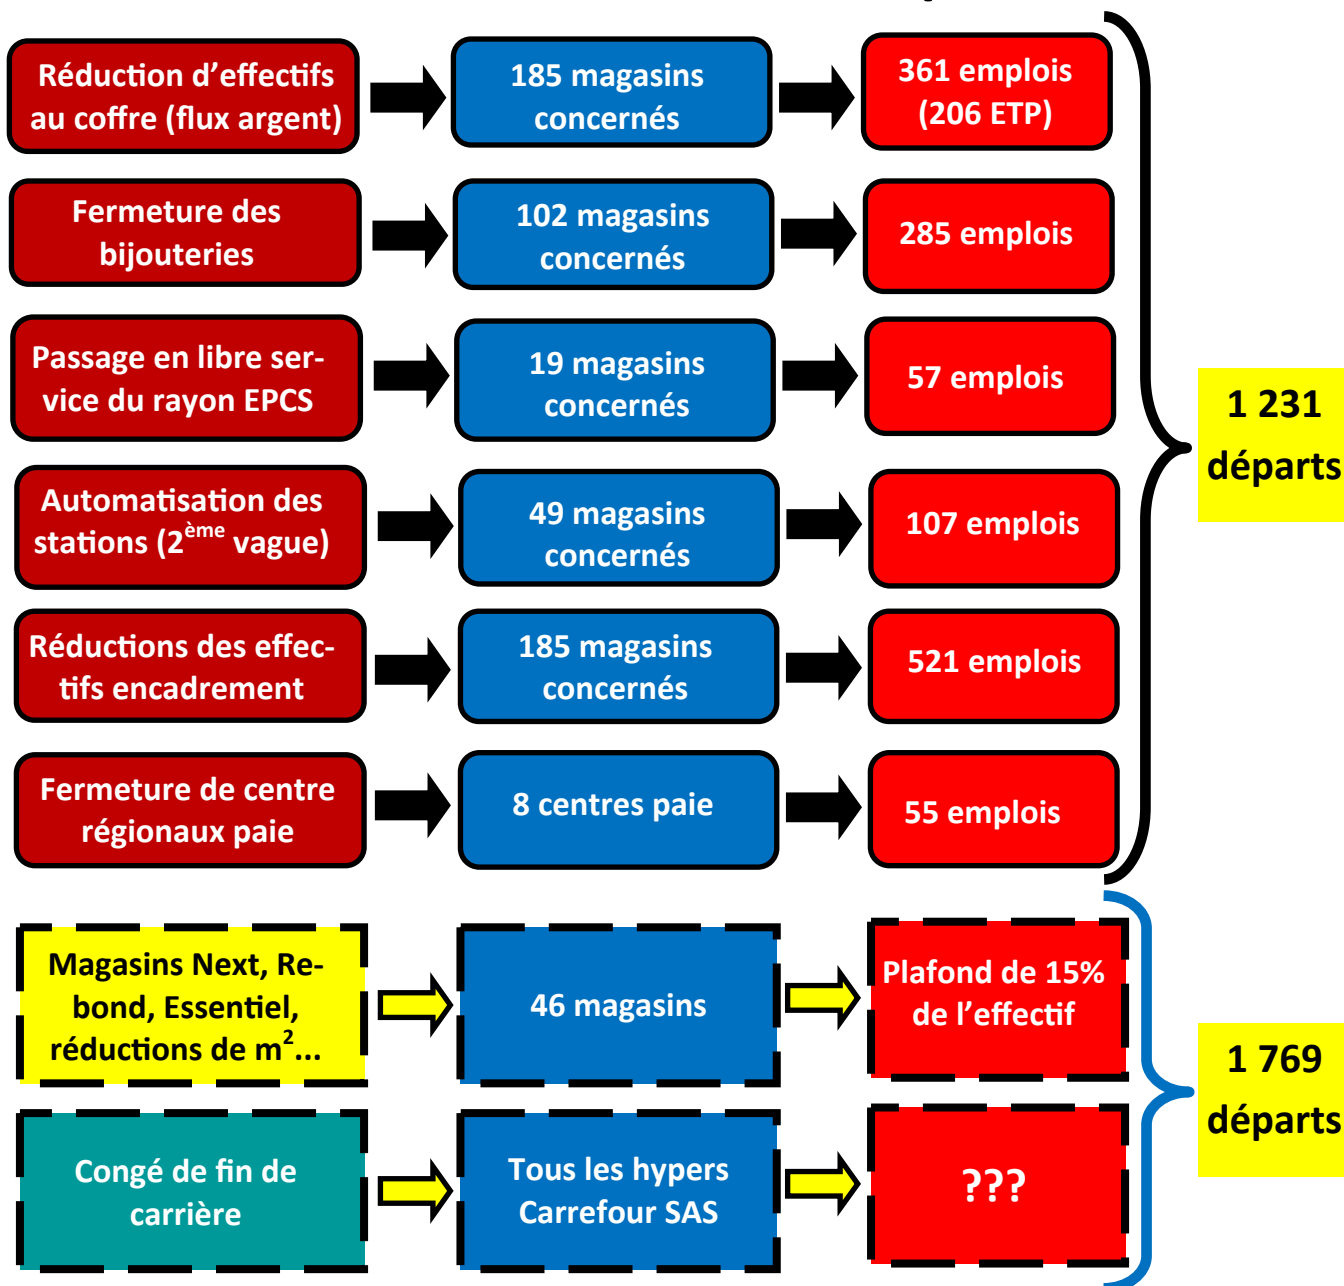 Réduction d'effectifs
au coffre (flux argent)
185 magasins
concernés
361 emplois
(206 ETP)
Fermeture des
bijouteries
102 magasins
concernés
285 emplois
Passage en libre ser-
vice du rayon EPCS
19 magasins
concernés
57 emplois
1 231
départs
Automatisation des
stations (2ème vague)
49 magasins
concernés
107 emplois
Réductions des effec-
tifs encadrement
185 magasins
concernés
521 emplois
Fermeture de centre
régionaux paie
8 centres paie
55 emplois
Magasins Next, Re-
bond, Essentiel,
réductions de m²...
46 magasins
Plafond de 15%
de l'effectif
1 769
départs
Congé de fin de
carrière
Tous les hypers
Carrefour SAS
???